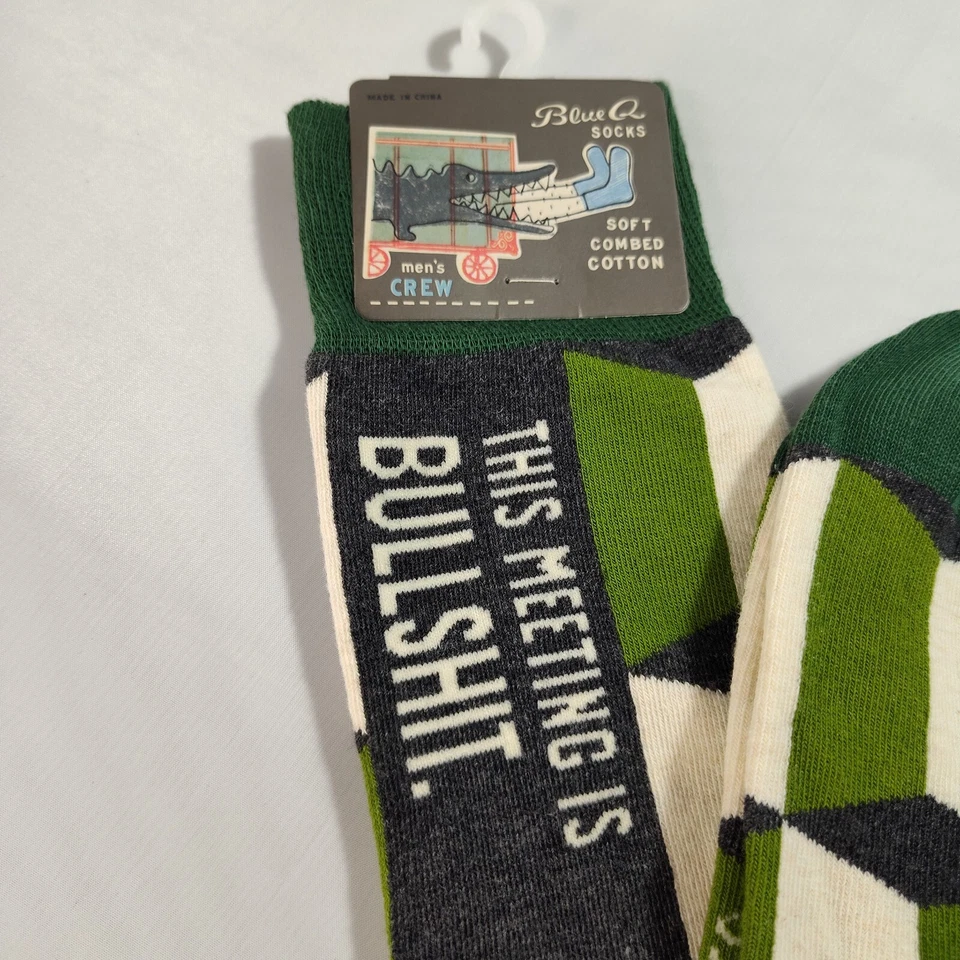 MADE IN CHINA
Blue Q
SOCKS
SOFT
COMBED
COTTON
men's
CREW
THIS MEETING IS
BULLSHIT.